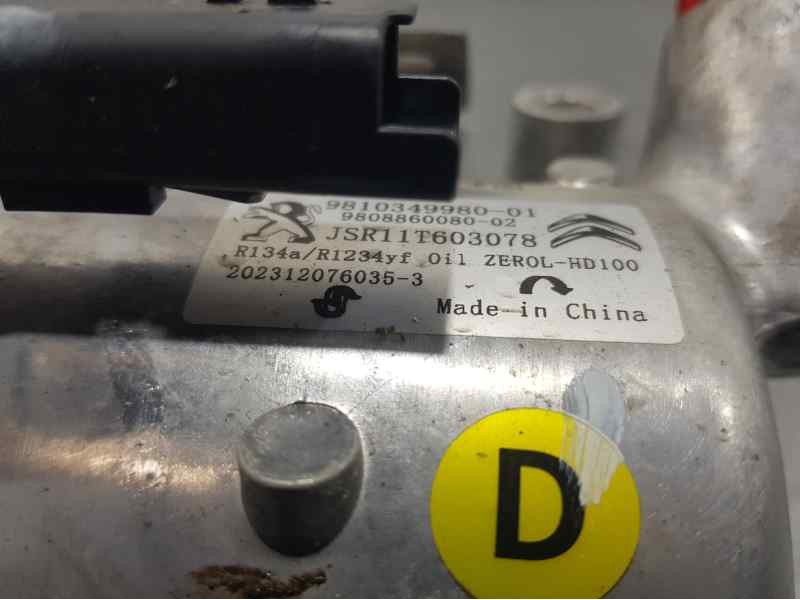 9810349980-01
9808860080-02
JSR11T603078
R134a/R1234yf Oil ZEROL-HD100
202312076035-3
Made in China
D